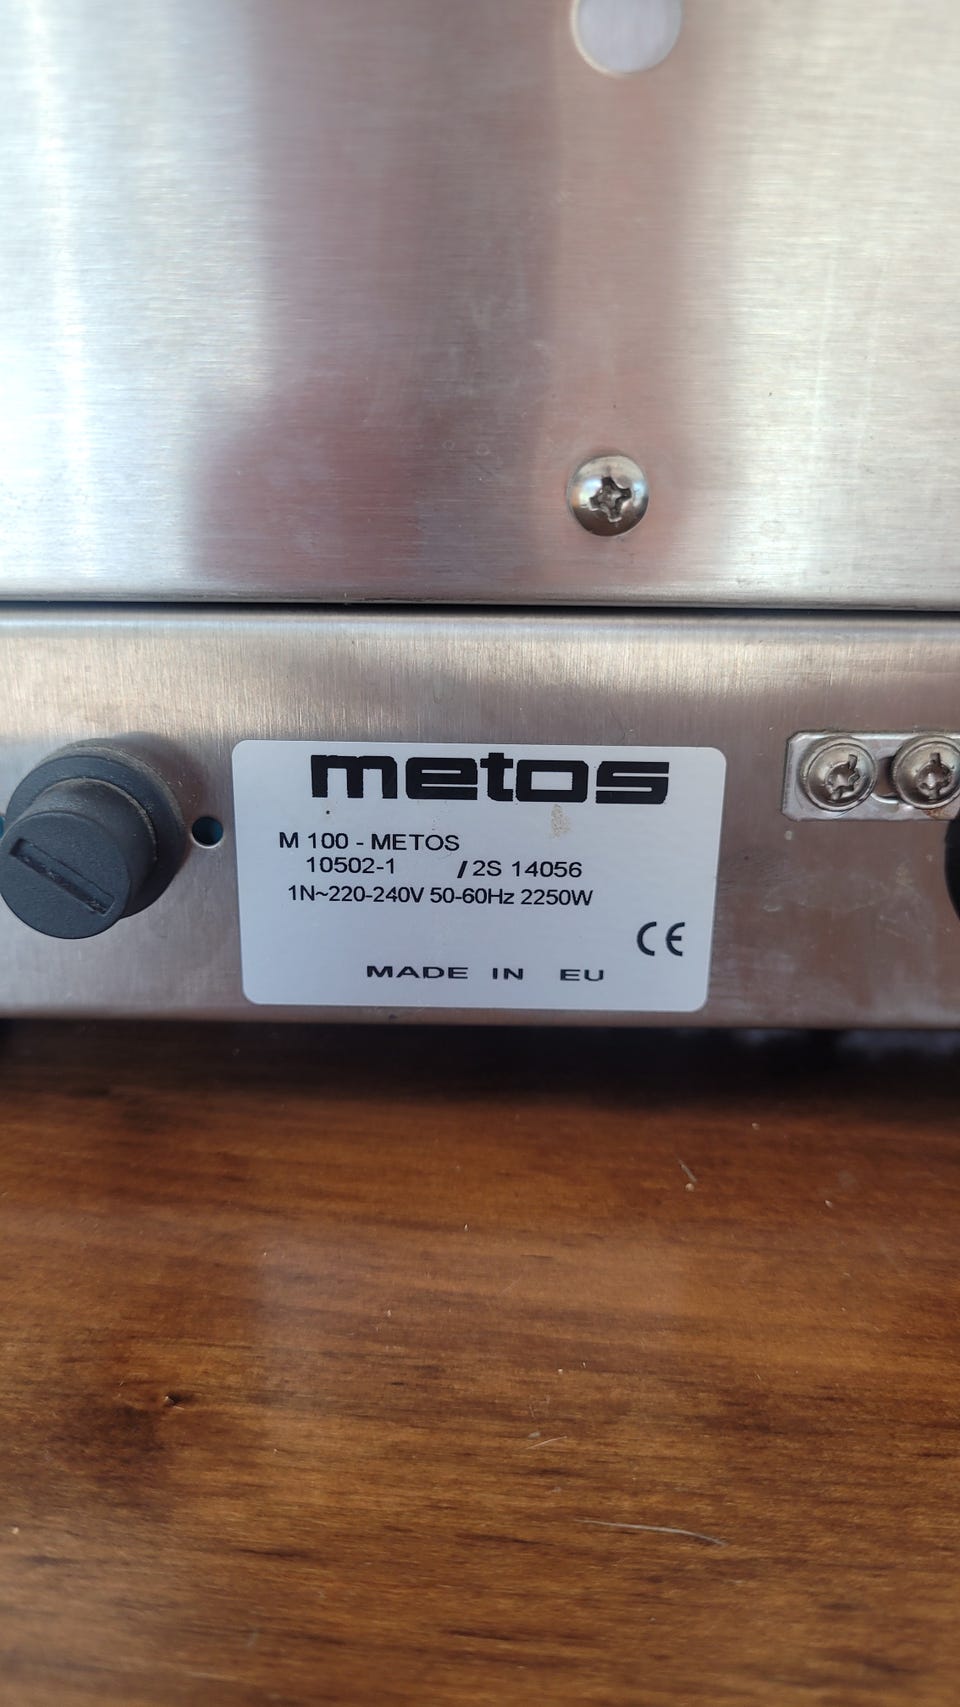 metos
M 100 - METOS
10502-1 / 2S 14056
1N~220-240V 50-60Hz 2250W
CE
MADE IN EU